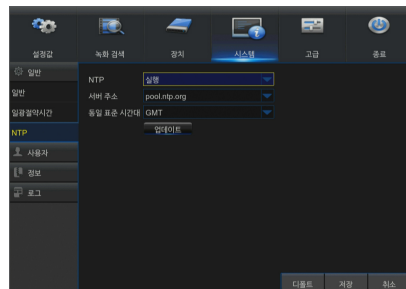 설정값 녹화 검색 장치 시스템 고급 종료
일반
일반
일광절약시간
NTP
사용자
정보
로그
NTP 실행
서버 주소 pool.ntp.org
동일 표준 시간대 GMT
업데이트
디폴트 저장 취소